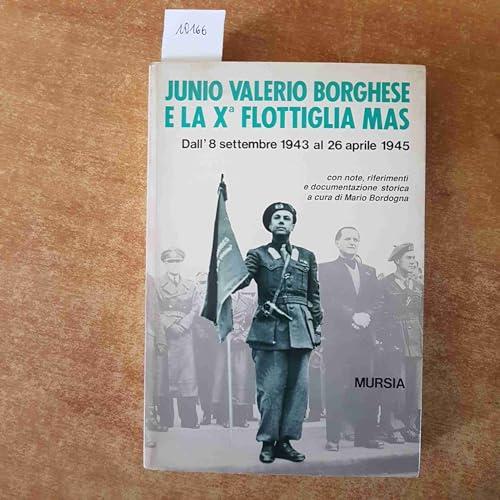 18166
JUNIO VALERIO BORGHESE
E LA Xª FLOTTIGLIA MAS
Dall'8 settembre 1943 al 26 aprile 1945
con note, riferimenti
e documentazione storica
a cura di Mario Bordogna
MURSIA